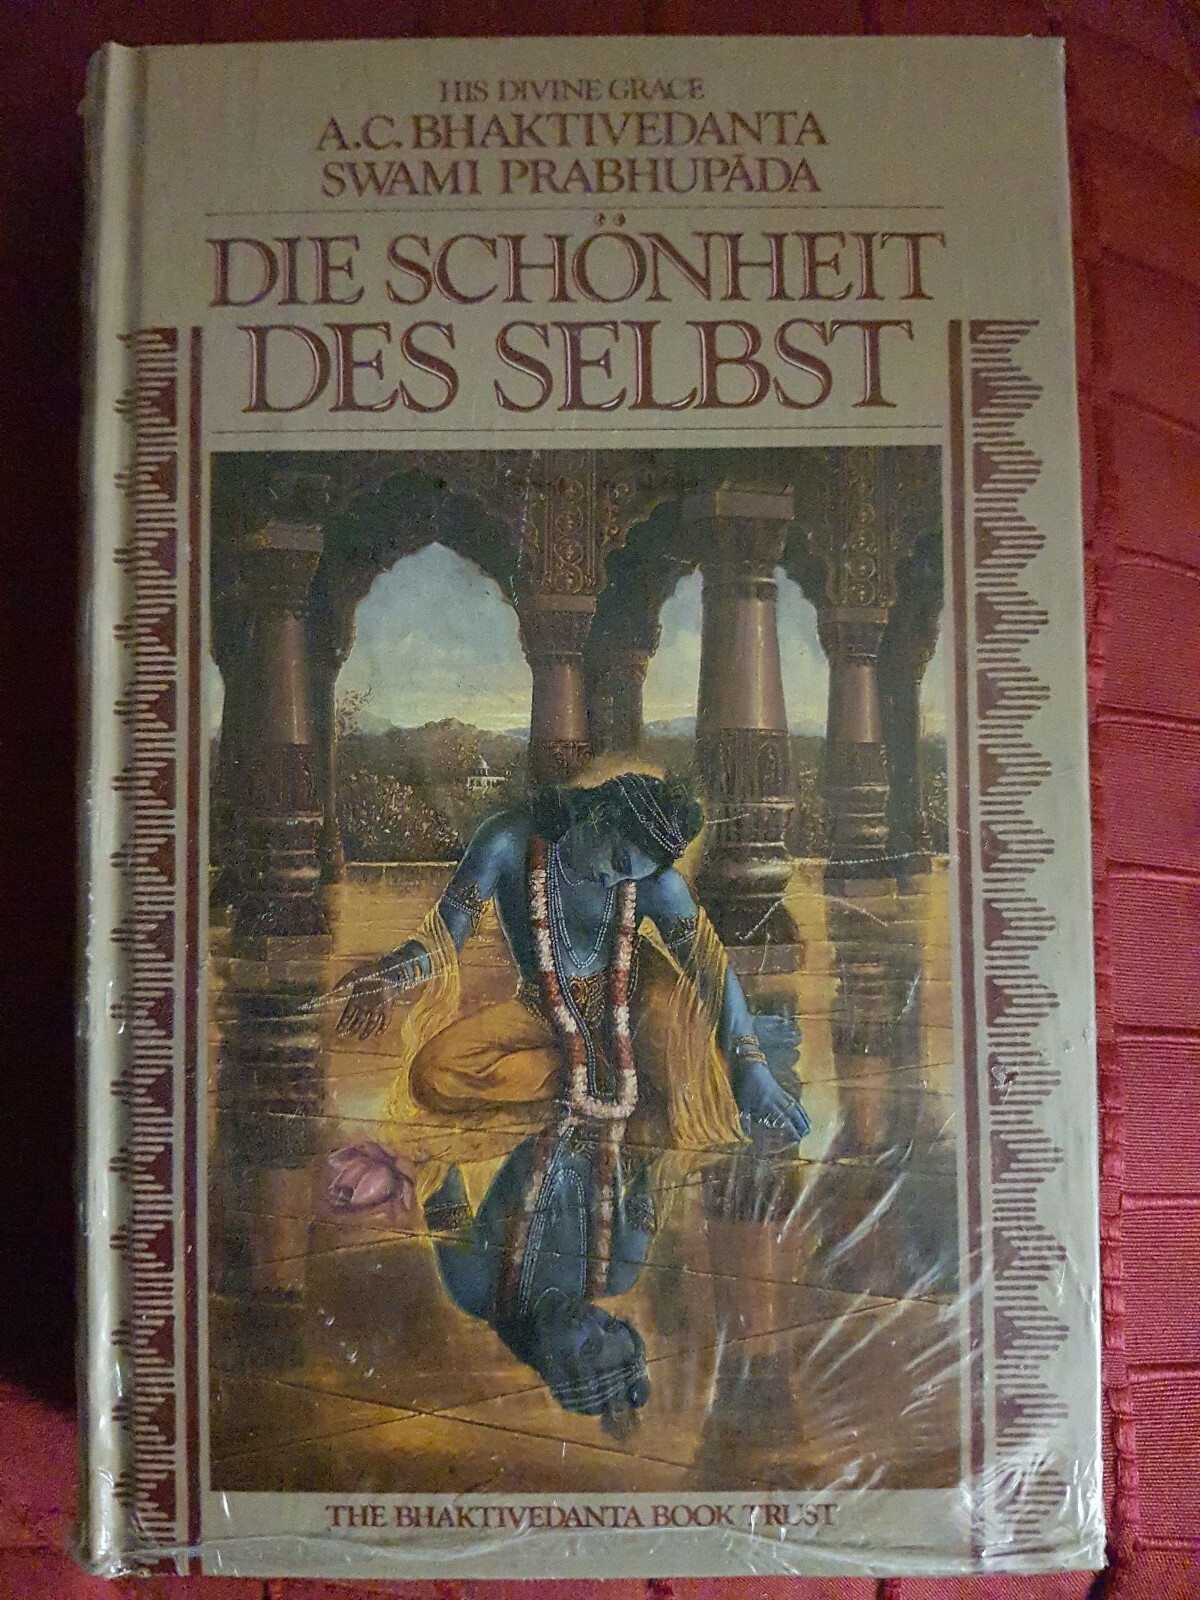 HIS DIVINE GRACE
A.C. BHAKTIVEDANTA
SWAMI PRABHUPĀDA
DIE SCHÖNHEIT
DES SELBST
THE BHAKTIVEDANTA BOOK TRUST